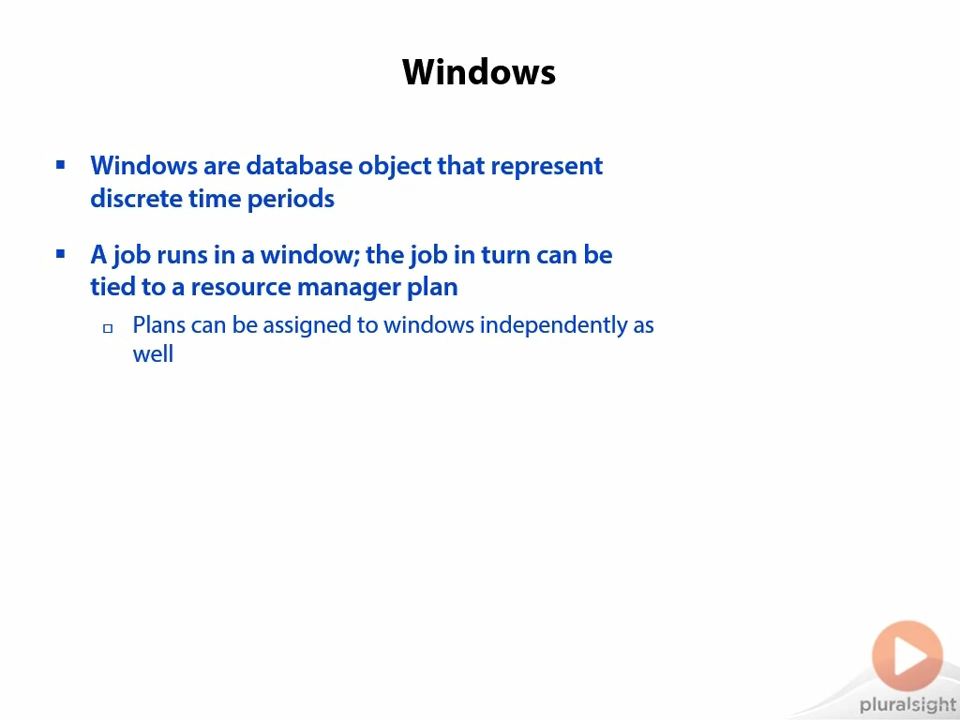 Windows
Windows are database object that represent
discrete time periods
A job runs in a window; the job in turn can be
tied to a resource manager plan
Plans can be assigned to windows independently as
well
pluralsight